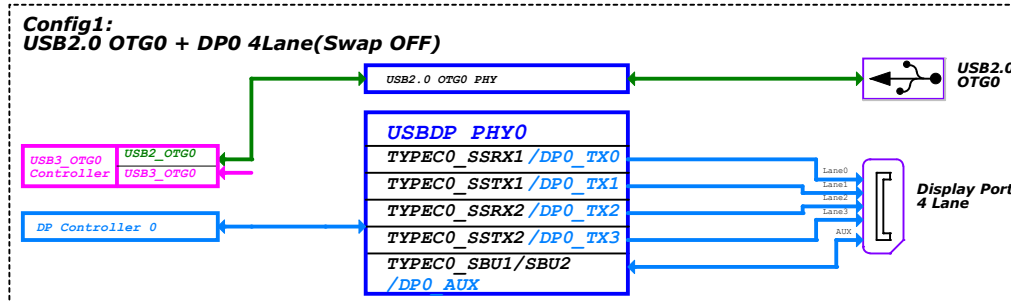 Config1:
USB2.0 OTG0 + DP0 4Lane(Swap OFF)
USB2.0 OTG0 PHY
USB2.0
OTG0
USBDP PHY0
USB3_OTG0
Controller
USB2_OTG0
USB3_OTG0
TYPEC0_SSRX1/DP0_TX0
TYPEC0_SSTX1/DP0_TX1
TYPEC0_SSRX2/DP0_TX2
TYPEC0_SSTX2/DP0_TX3
TYPEC0_SBU1/SBU2
/DP0_AUX
DP Controller 0
Lane0
Lane1
Lane2
Lane3
AUX
Display Port
4 Lane